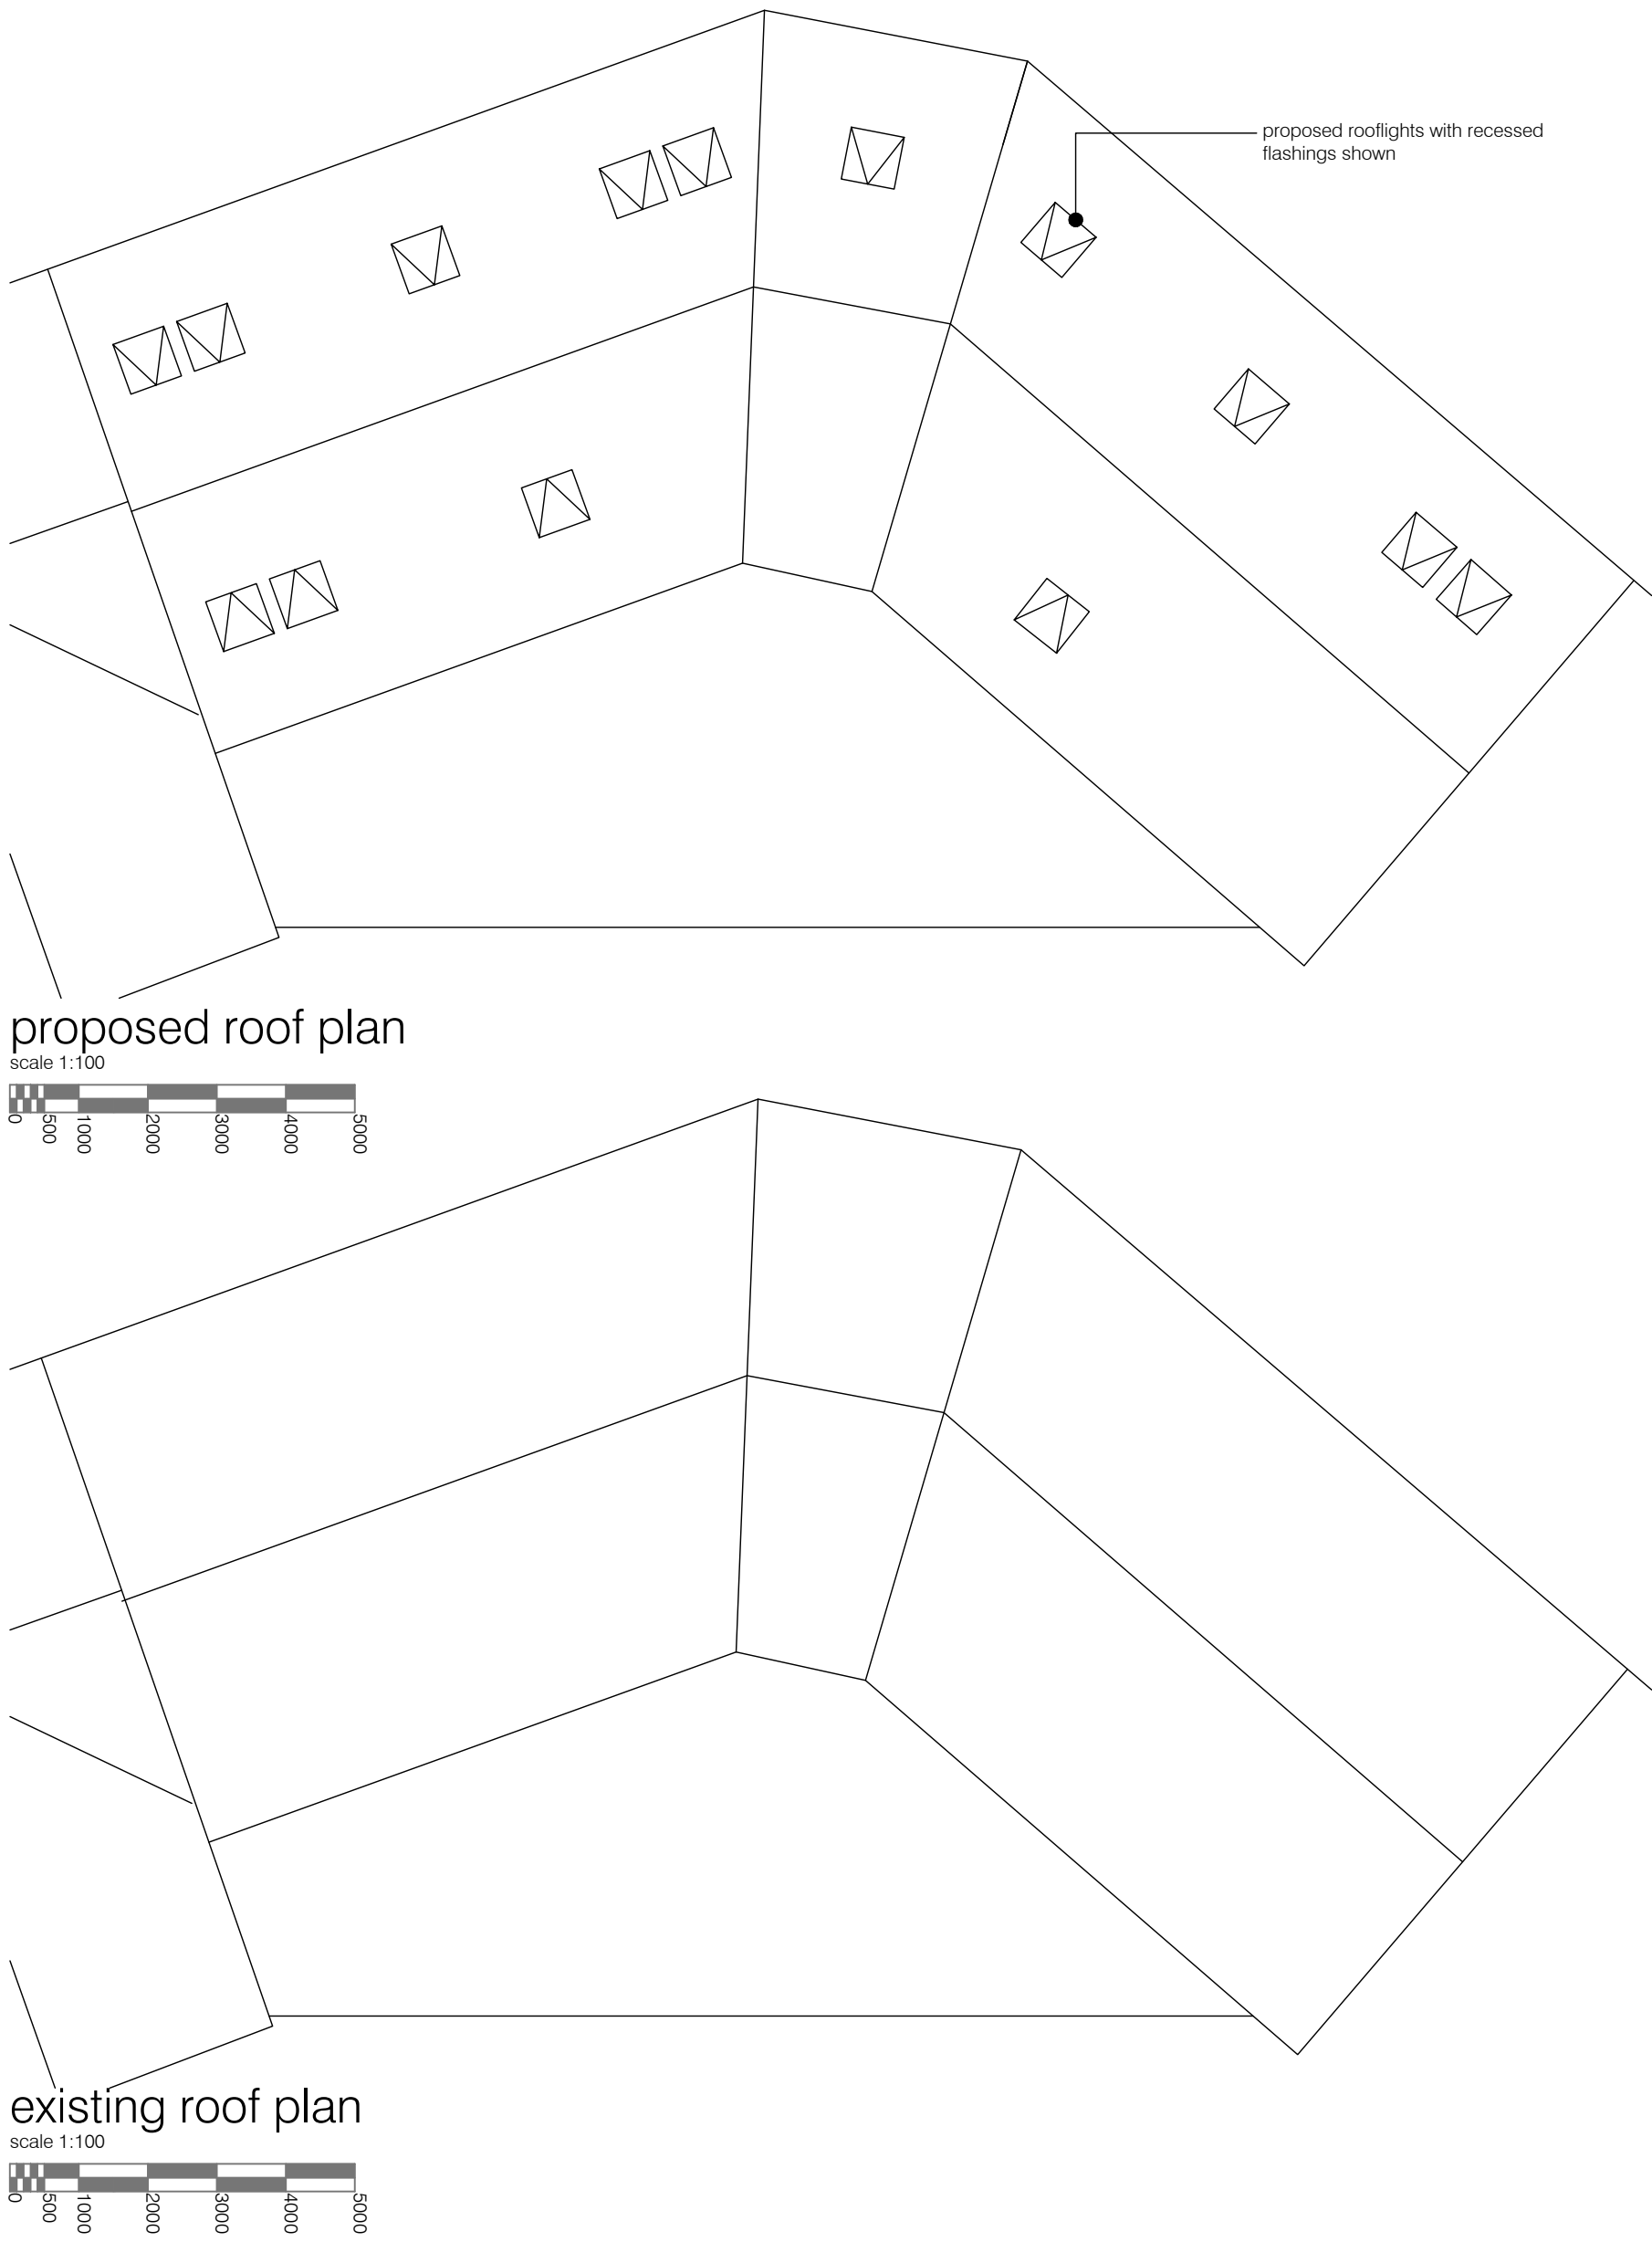 proposed rooflights with recessed
flashings shown
proposed roof plan
scale 1:100
0 500 1000 2000 3000 4000 5000
existing roof plan
scale 1:100
0 500 1000 2000 3000 4000 5000